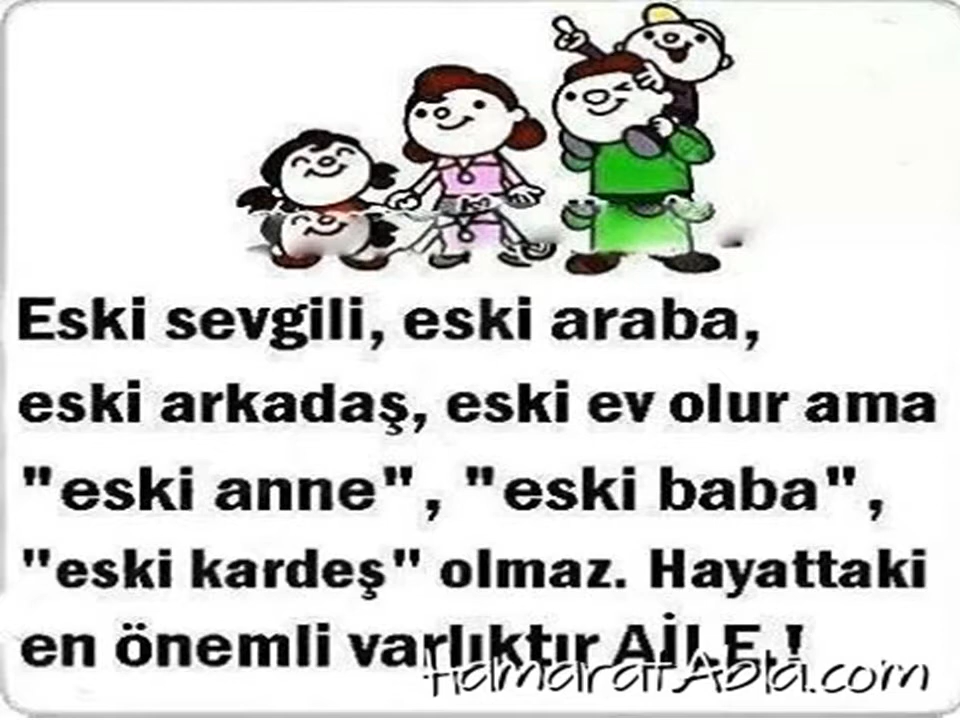 Eski sevgili, eski araba,
eski arkadaş, eski ev olur ama
"eski anne", "eski baba",
"eski kardeş" olmaz. Hayattaki
en önemli varlıktır AİLE.!
HamaratAbla.com